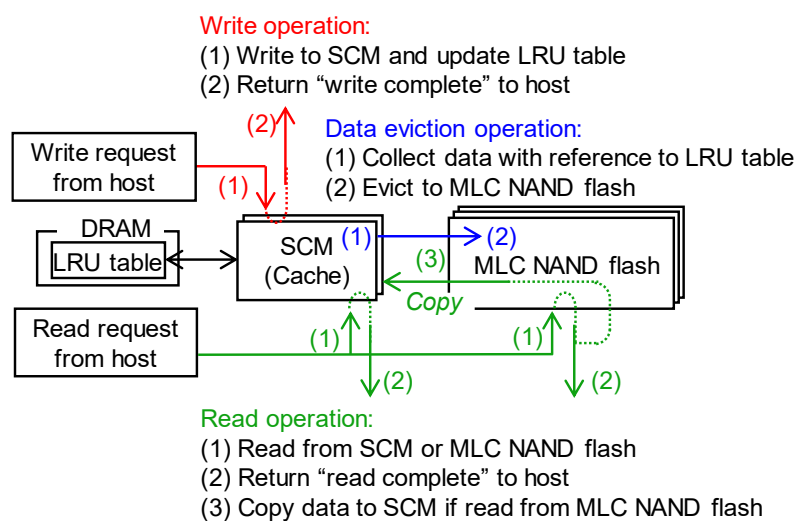 Write operation:
(1) Write to SCM and update LRU table
(2) Return “write complete” to host
(2)
Data eviction operation:
(1) Collect data with reference to LRU table
(2) Evict to MLC NAND flash
Write request
from host
(1)
DRAM
LRU table
SCM
(Cache)
(1)
(2)
MLC NAND flash
(3)
Copy
Read request
from host
(1)
(1)
(2)
(2)
Read operation:
(1) Read from SCM or MLC NAND flash
(2) Return “read complete” to host
(3) Copy data to SCM if read from MLC NAND flash